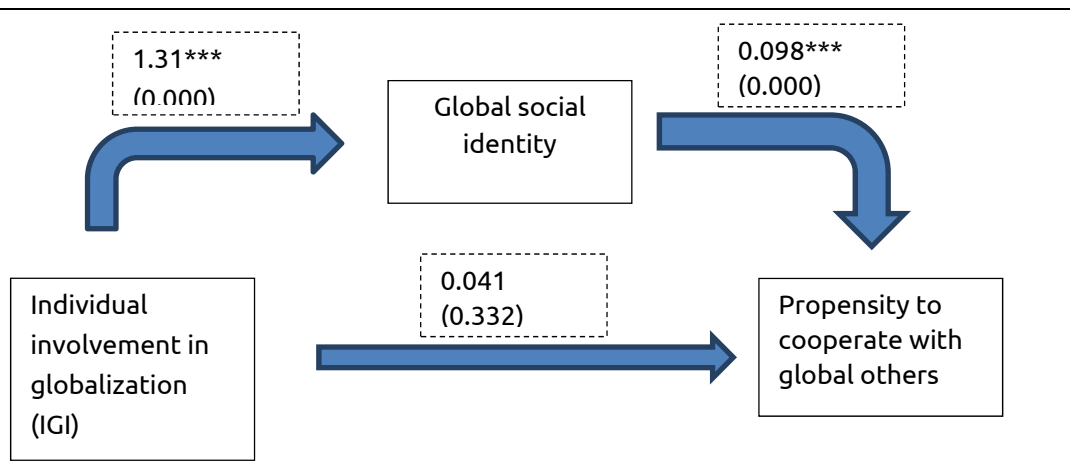 1.31***
(0.000)
Global social
identity
0.098***
(0.000)
Individual
involvement in
globalization
(IGI)
0.041
(0.332)
Propensity to
cooperate with
global others